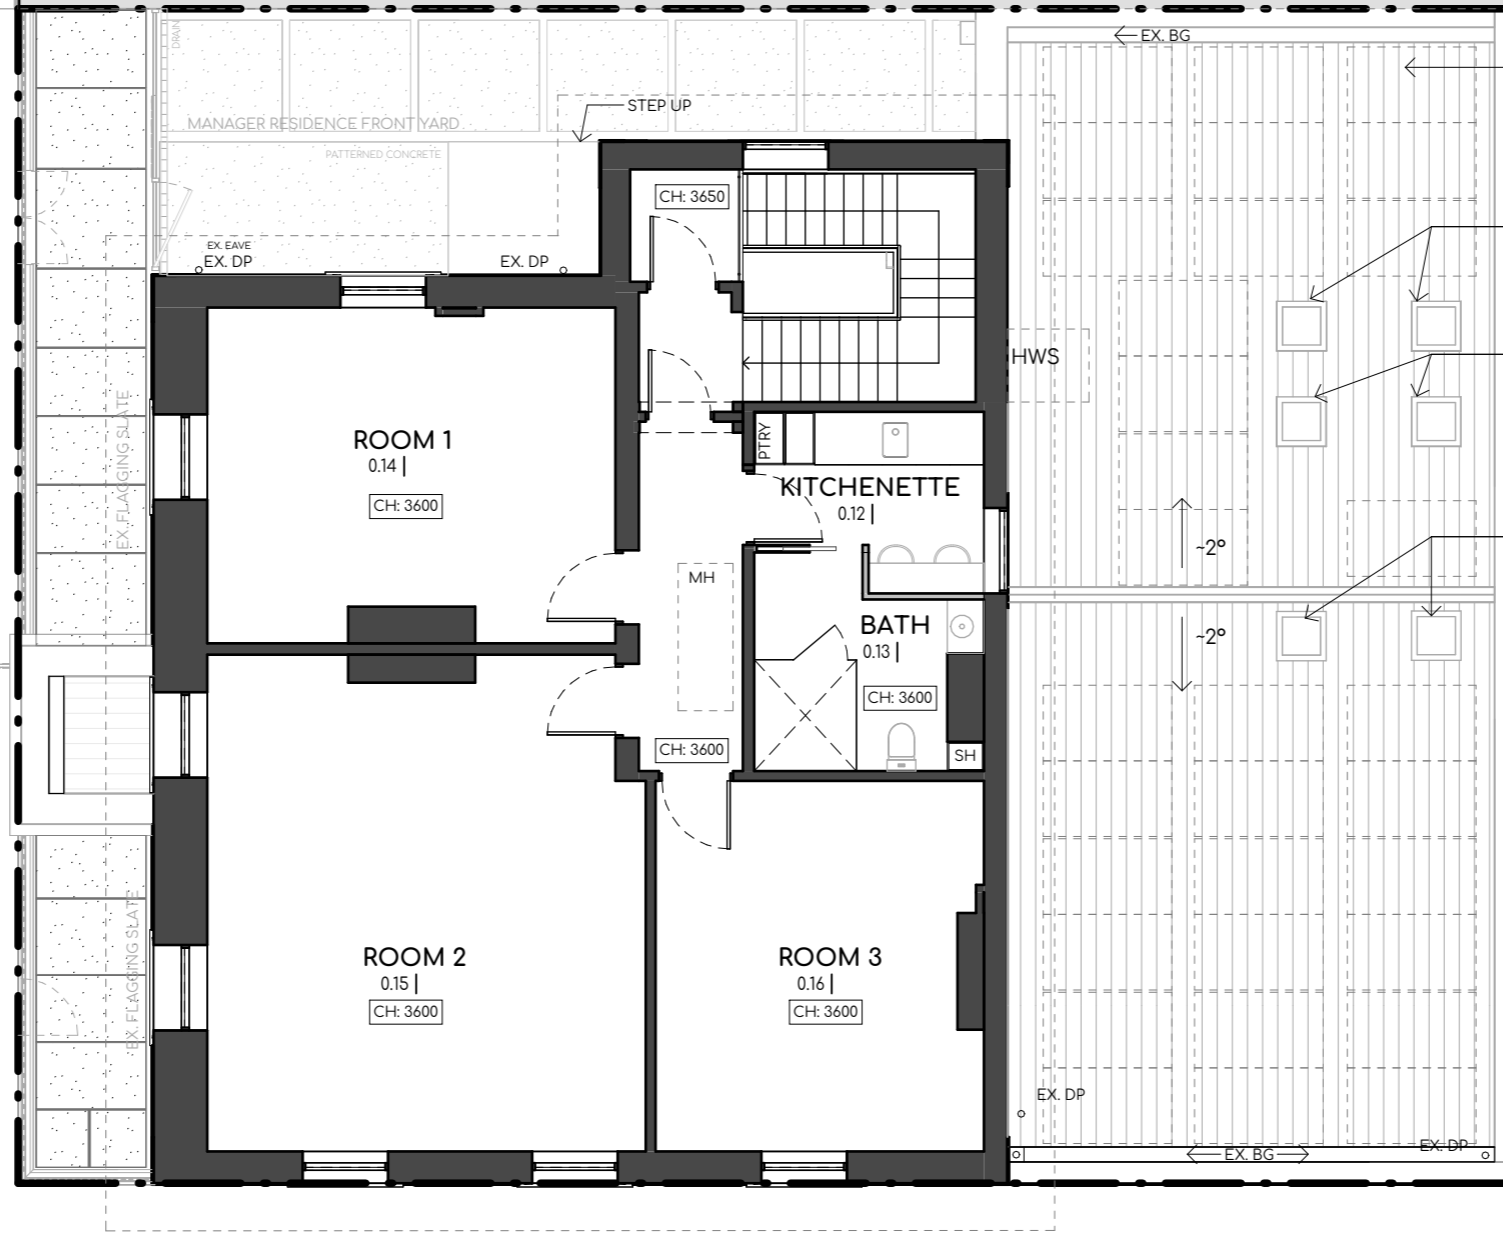 EX. BG
DRAIN
STEP UP
MANAGER RESIDENCE FRONT YARD
PATTERNED CONCRETE
CH: 3650
EX. EAVE
EX. DP
EX. DP
HWS
EX. FLAGGING SLATE
ROOM 1
0.14
CH: 3600
PTRY
KITCHENETTE
0.12
~2°
MH
BATH
0.13
~2°
CH: 3600
CH: 3600
SH
EX. FLAGGING SLATE
ROOM 2
0.15
CH: 3600
ROOM 3
0.16
CH: 3600
EX. DP
EX. BG
EX. DP